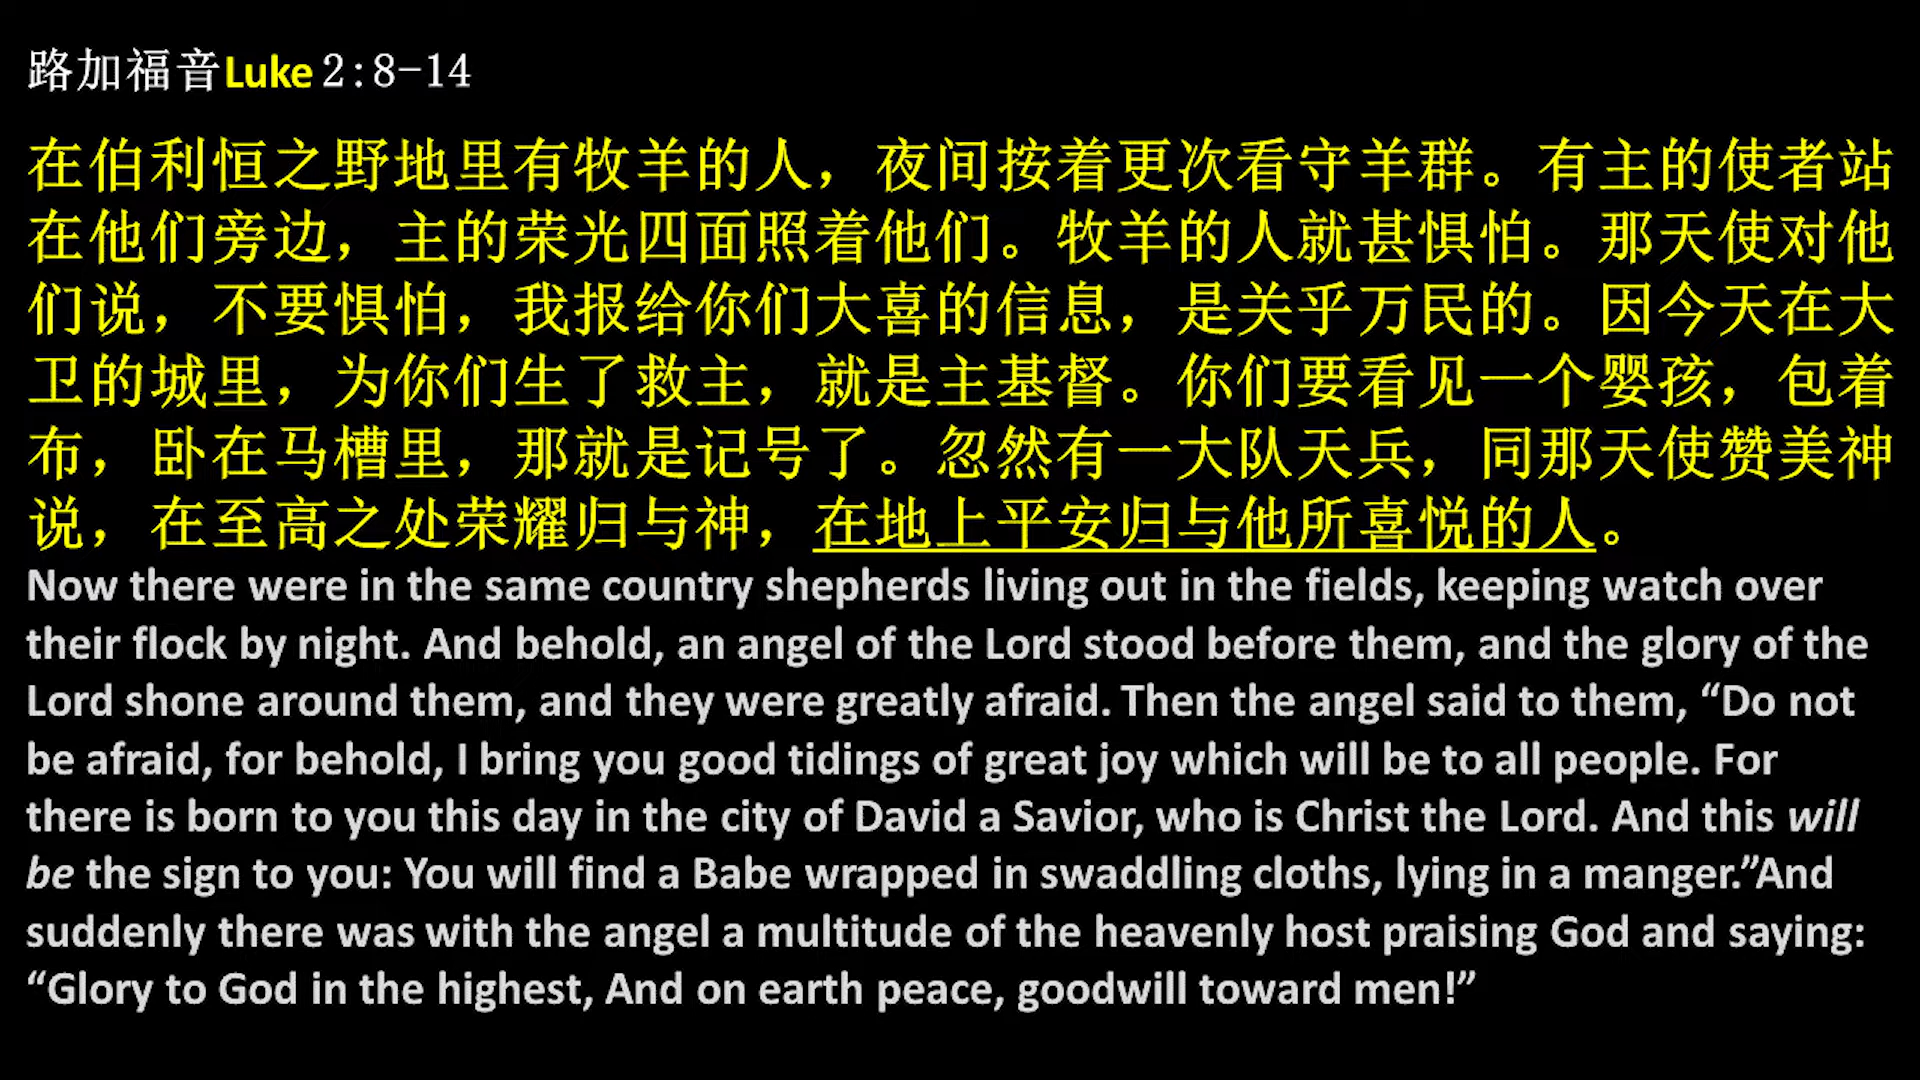 路加福音Luke 2:8-14
在伯利恒之野地里有牧羊的人，夜间按着更次看守羊群。有主的使者站
在他们旁边，主的荣光四面照着他们。牧羊的人就甚惧怕。那天使对他
们说，不要惧怕，我报给你们大喜的信息，是关乎万民的。因今天在大
卫的城里，为你们生了救主，就是主基督。你们要看见一个婴孩，包着
布，卧在马槽里，那就是记号了。忽然有一大队天兵，同那天使赞美神
说，在至高之处荣耀归与神，在地上平安归与他所喜悦的人。
Now there were in the same country shepherds living out in the fields, keeping watch over
their flock by night. And behold, an angel of the Lord stood before them, and the glory of the
Lord shone around them, and they were greatly afraid. Then the angel said to them, “Do not
be afraid, for behold, I bring you good tidings of great joy which will be to all people. For
there is born to you this day in the city of David a Savior, who is Christ the Lord. And this will
be the sign to you: You will find a Babe wrapped in swaddling cloths, lying in a manger.”And
suddenly there was with the angel a multitude of the heavenly host praising God and saying:
“Glory to God in the highest, And on earth peace, goodwill toward men!”